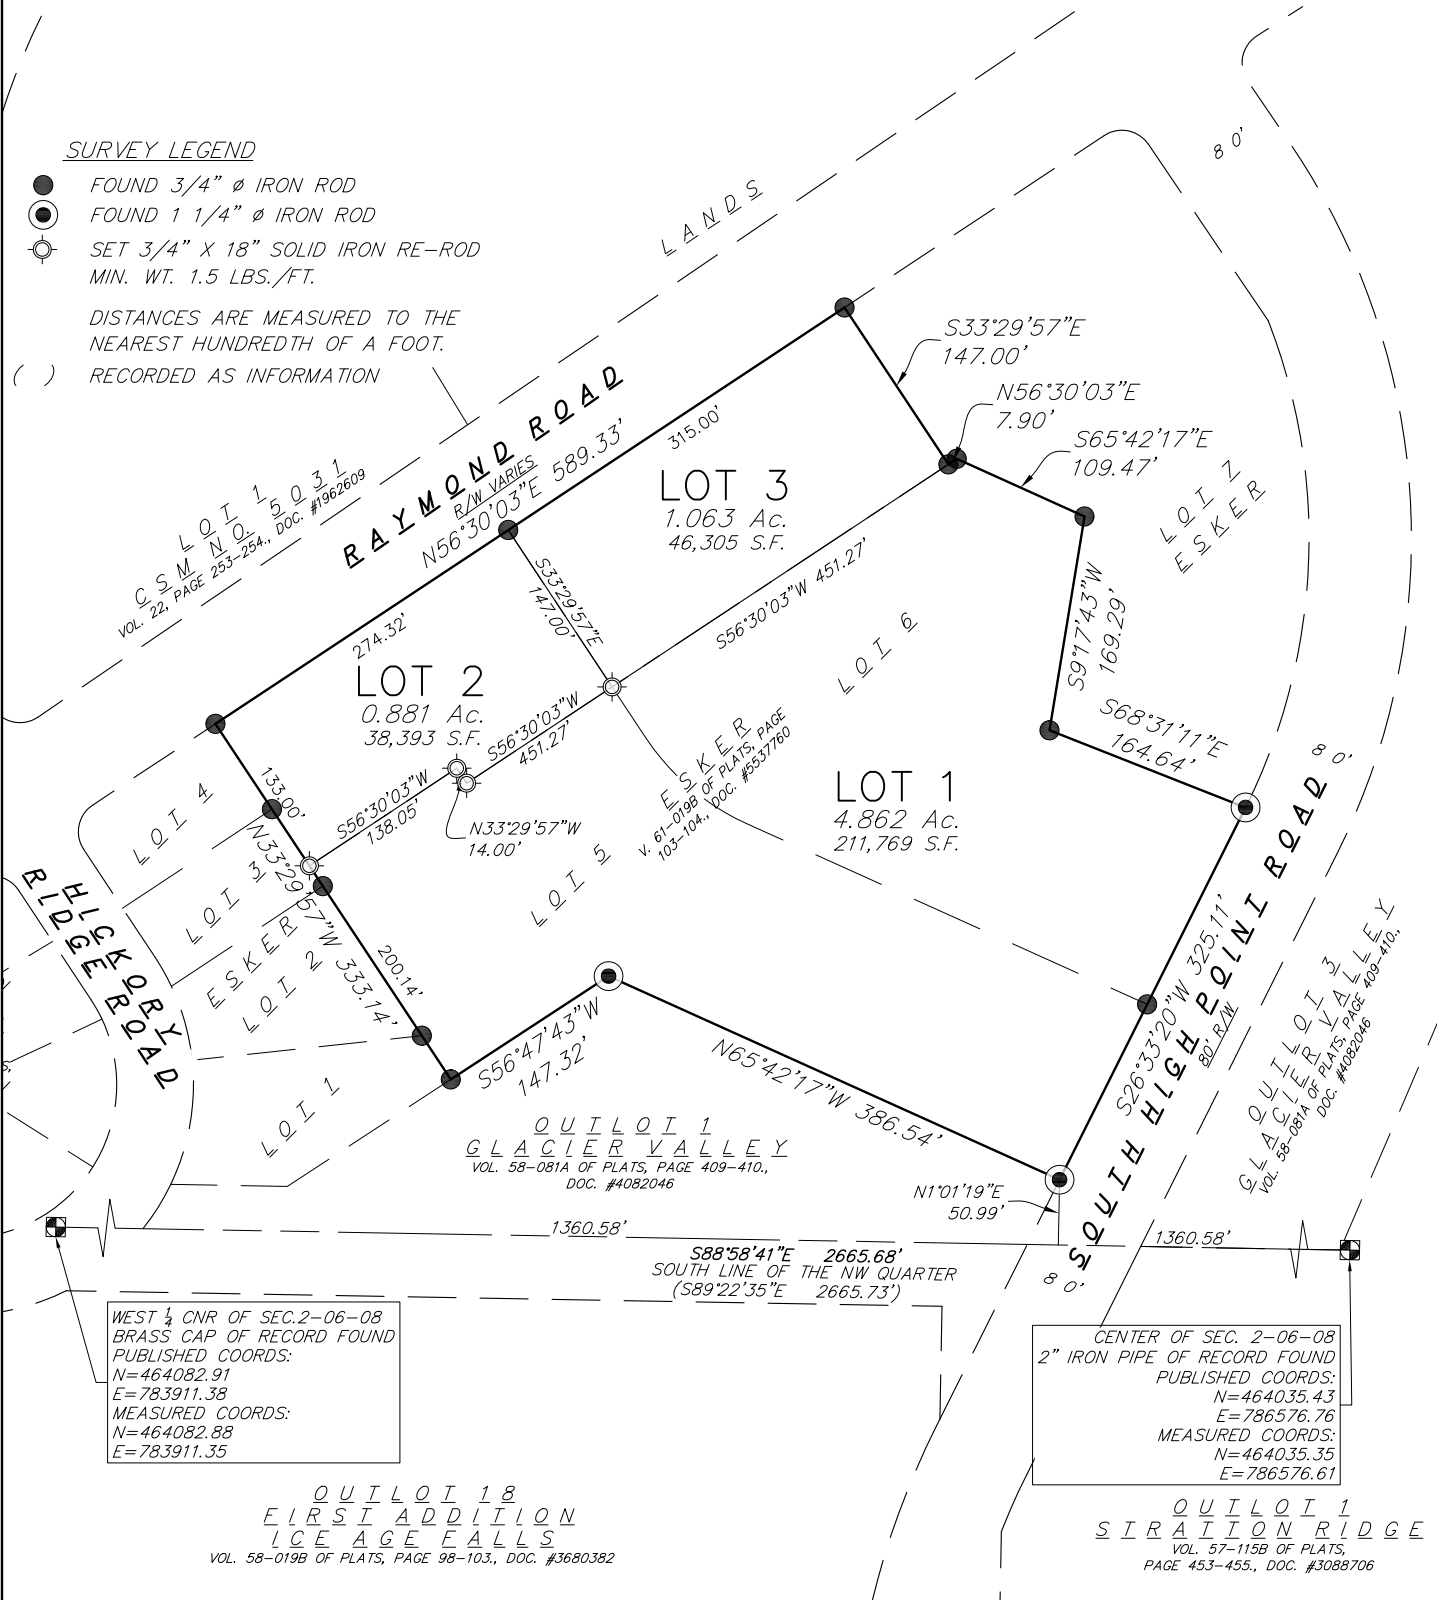 SURVEY LEGEND
FOUND 3/4" ø IRON ROD
FOUND 1 1/4" ø IRON ROD
SET 3/4" X 18" SOLID IRON RE-ROD
MIN. WT. 1.5 LBS./FT.
DISTANCES ARE MEASURED TO THE
NEAREST HUNDREDTH OF A FOOT.
( ) RECORDED AS INFORMATION
LANDS
80'
S33°29'57"E
147.00'
N56°30'03"E
7.90'
S65°42'17"E
109.47'
LOT 7
ESKER
LOT 1
CSM NO. 5031
VOL. 22, PAGE 253-254., DOC. #1962609
RAYMOND ROAD
R/W VARIES
N56°30'03"E 589.33'
315.00'
274.32'
LOT 3
1.063 Ac.
46,305 S.F.
S33°29'57"E
147.00'
S56°30'03"W 451.27'
LOT 6
S9°17'43"W
169.29'
S68°31'11"E
164.64'
LOT 2
0.881 Ac.
38,393 S.F.
S56°30'03"W
451.27'
S56°30'03"W
138.05'
N33°29'57"W
14.00'
ESKER
V. 61-019B OF PLATS, PAGE
103-104., DOC. #5537760
LOT 1
4.862 Ac.
211,769 S.F.
LOT 5
133.00'
N33°29'57"W 333.14'
200.14'
LOT 4
LOT 3
ESKER
LOT 2
LOT 1
HICKORY
RIDGE ROAD
S56°47'43"W
147.32'
N65°42'17"W 386.54'
80'
S26°33'20"W 325.11'
80' R/W
SOUTH HIGH POINT ROAD
OUTLOT 3
GLACIER VALLEY
VOL. 58-081A OF PLATS, PAGE 409-410.,
DOC. #4082046
OUTLOT 1
GLACIER VALLEY
VOL. 58-081A OF PLATS, PAGE 409-410.,
DOC. #4082046
N1°01'19"E
50.99'
1360.58'
1360.58'
S88°58'41"E 2665.68'
SOUTH LINE OF THE NW QUARTER
(S89°22'35"E 2665.73')
80'
WEST 1/4 CNR OF SEC.2-06-08
BRASS CAP OF RECORD FOUND
PUBLISHED COORDS:
N=464082.91
E=783911.38
MEASURED COORDS:
N=464082.88
E=783911.35
CENTER OF SEC. 2-06-08
2" IRON PIPE OF RECORD FOUND
PUBLISHED COORDS:
N=464035.43
E=786576.76
MEASURED COORDS:
N=464035.35
E=786576.61
OUTLOT 18
FIRST ADDITION
ICE AGE FALLS
VOL. 58-019B OF PLATS, PAGE 98-103., DOC. #3680382
OUTLOT 1
STRATTON RIDGE
VOL. 57-115B OF PLATS,
PAGE 453-455., DOC. #3088706